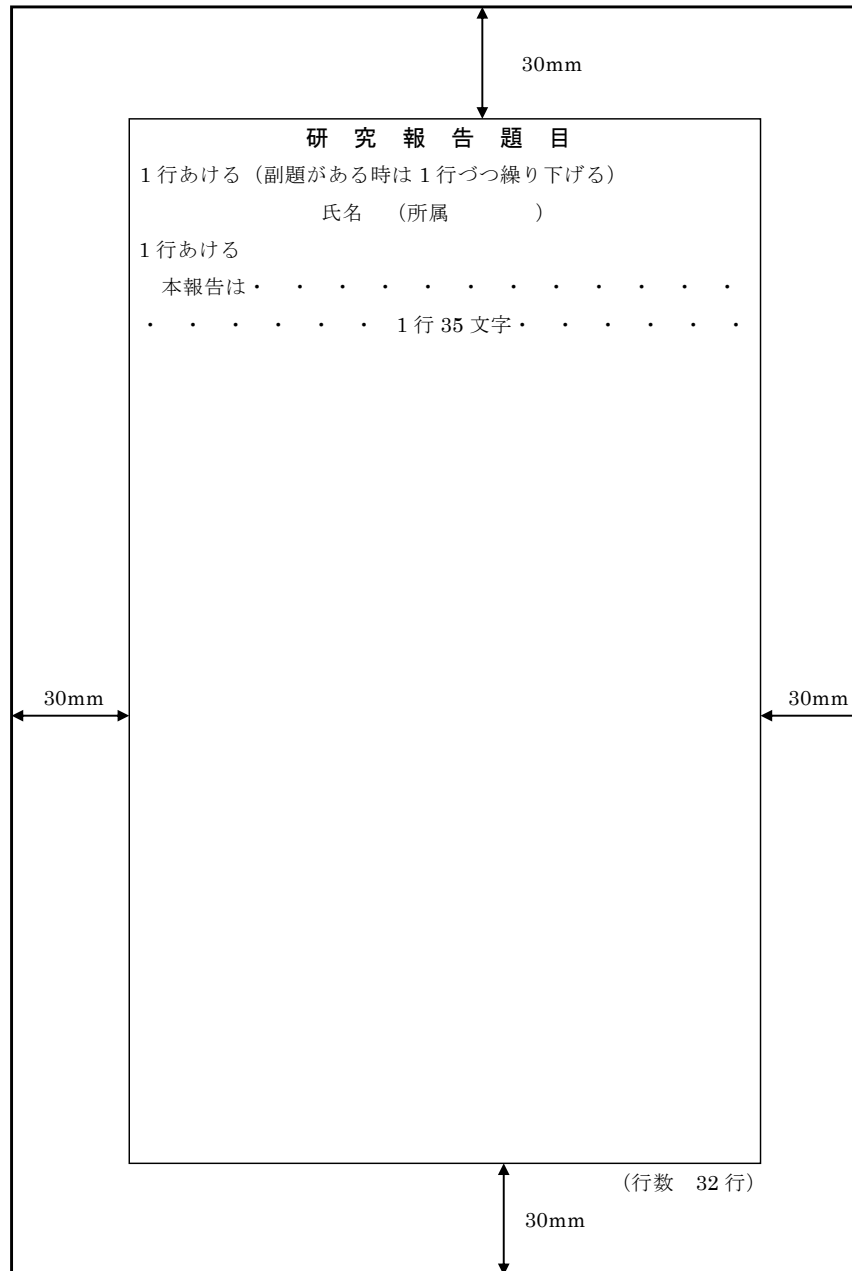 30mm
研　究　報　告　題　目
1行あける（副題がある時は1行づつ繰り下げる）
氏名　（所属　　　　）
1行あける
本報告は・　・　・　・　・　・　・　・　・　・　・　・
・　・　・　・　・　・　1行35文字・　・　・　・　・　・
30mm
30mm
（行数　32行）
30mm